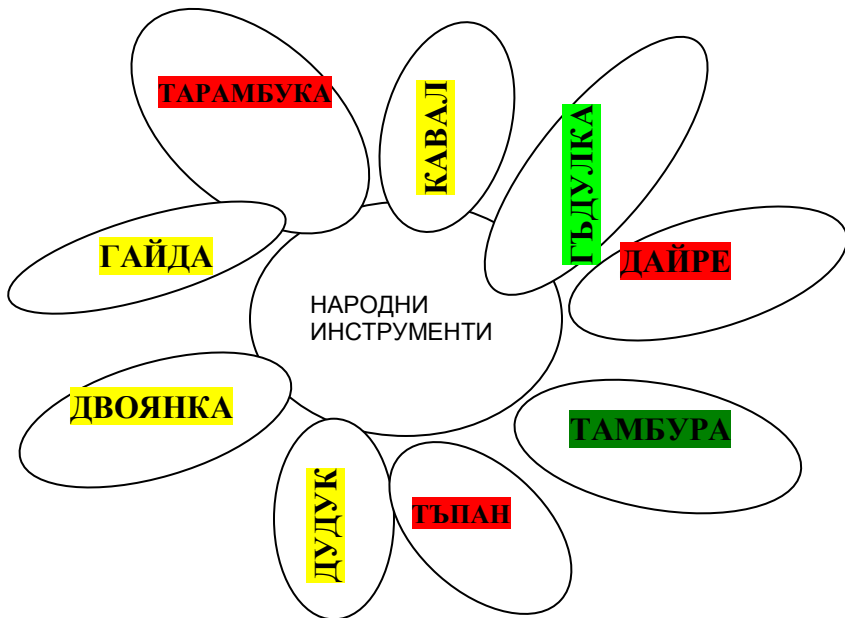 ТАРАМБУКА
КАВАЛ
ГЪДУЛКА
ГАЙДА
ДАЙРЕ
НАРОДНИ
ИНСТРУМЕНТИ
ДВОЯНКА
ТАМБУРА
ДУДУК
ТЪПАН